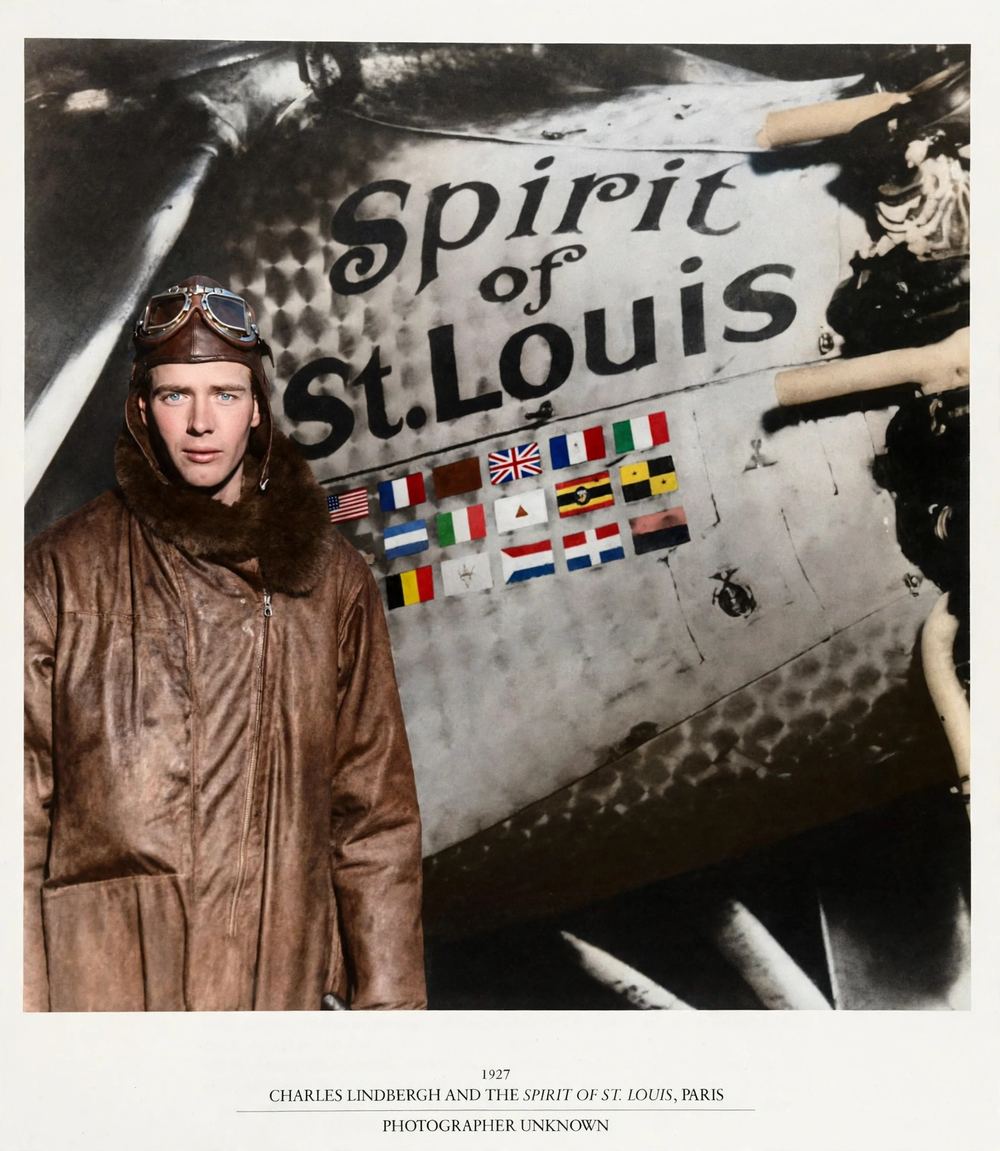 Spirit
of
St. Louis
1927
CHARLES LINDBERGH AND THE SPIRIT OF ST. LOUIS, PARIS
PHOTOGRAPHER UNKNOWN